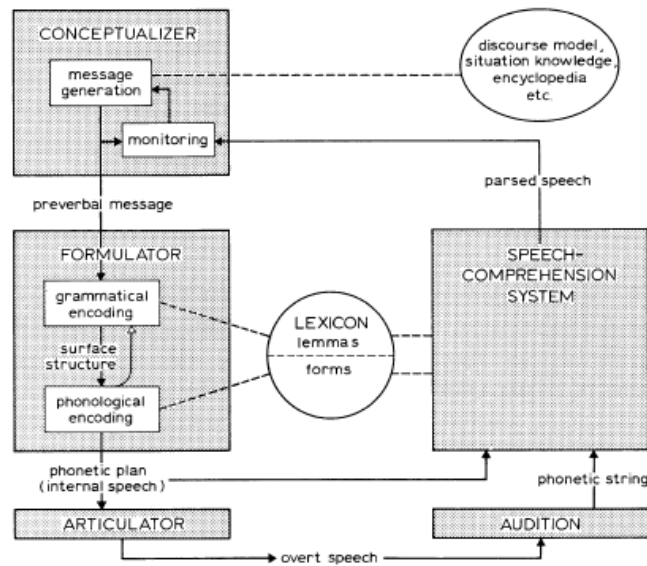 CONCEPTUALIZER
message
generation
monitoring
discourse model,
situation knowledge,
encyclopedia
etc.
parsed speech
preverbal message
FORMULATOR
grammatical
encoding
surface
structure
phonological
encoding
LEXICON
lemmas
forms
SPEECH-
COMPREHENSION
SYSTEM
phonetic plan
(internal speech)
phonetic string
ARTICULATOR
AUDITION
overt speech